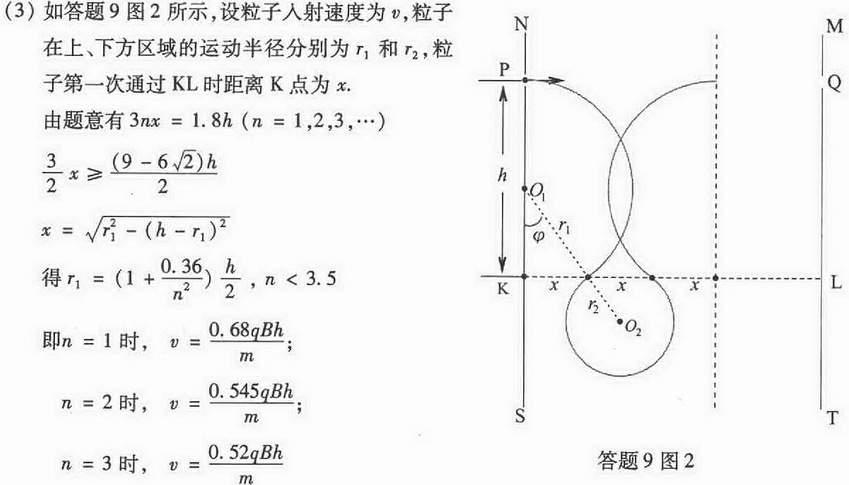 (3) 如答题9图2所示,设粒子入射速度为v,粒子
在上、下方区域的运动半径分别为r₁和r₂,粒
子第一次通过KL时距离K点为x.
由题意有3nx = 1.8h (n = 1,2,3,…)
3/2 x ≥ (9 - 6√2)h/2
x = √(r₁² - (h - r₁)²)
得r₁ = (1 + 0.36/n²) h/2 , n < 3.5
即n = 1时, v = 0.68qBh/m;
n = 2时, v = 0.545qBh/m;
n = 3时, v = 0.52qBh/m
N
M
P
Q
h
O₁
r₁
φ
K
x
x
x
L
r₂
O₂
S
T
答题9图2